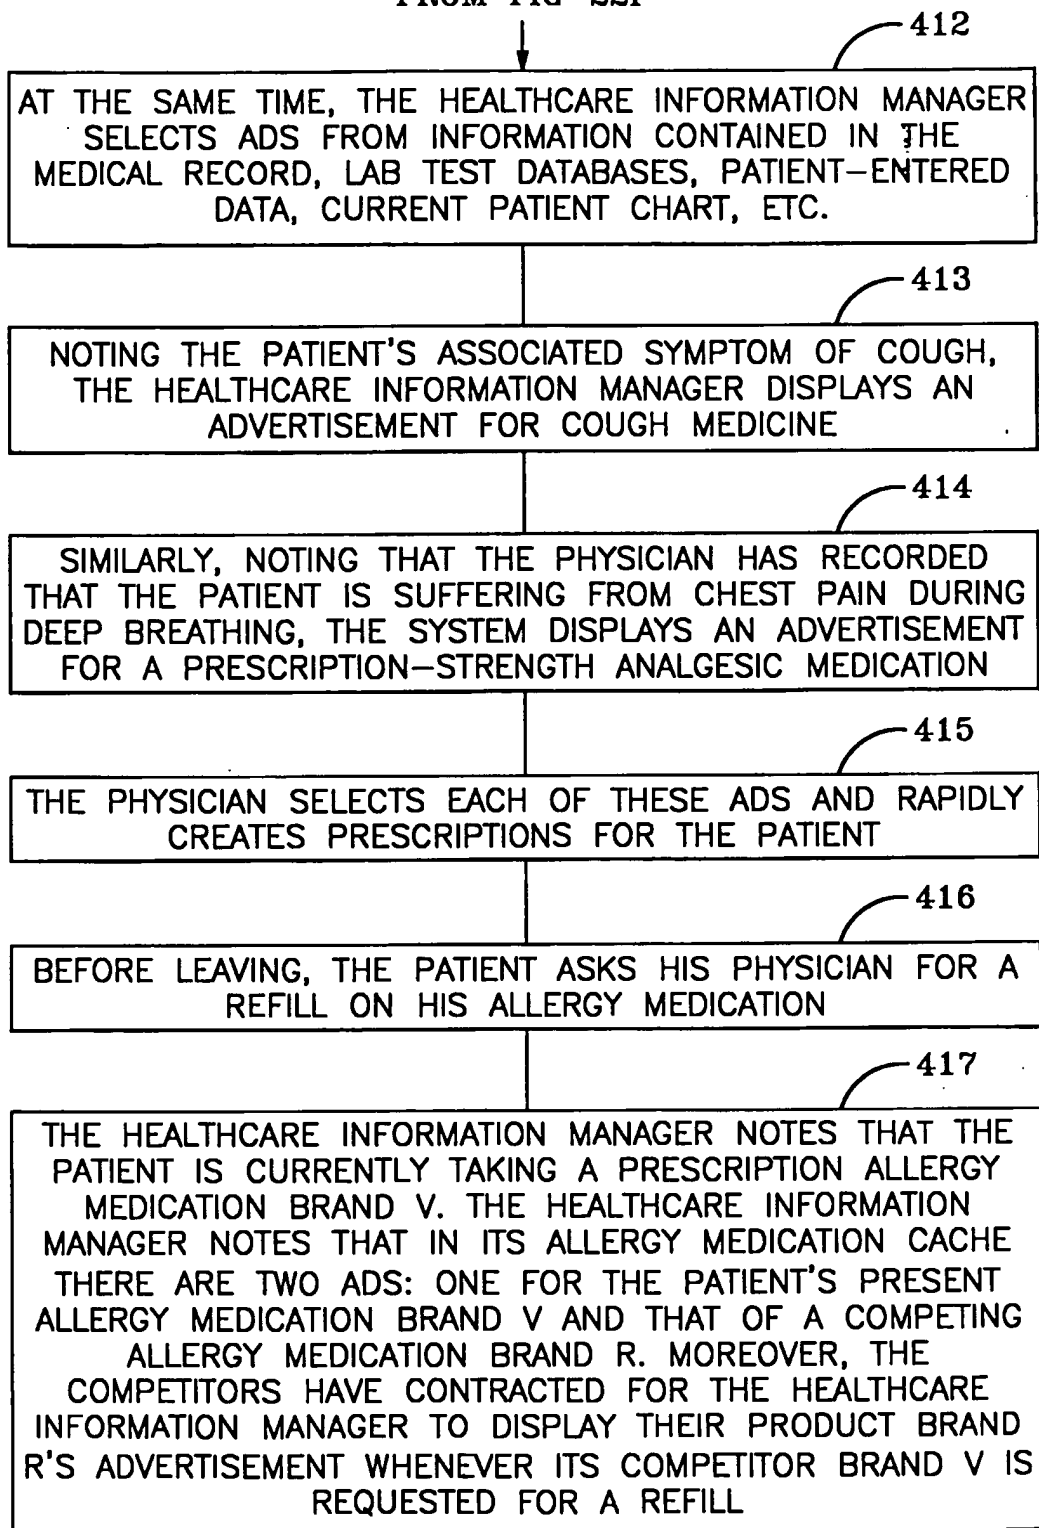 412
AT THE SAME TIME, THE HEALTHCARE INFORMATION MANAGER
SELECTS ADS FROM INFORMATION CONTAINED IN THE
MEDICAL RECORD, LAB TEST DATABASES, PATIENT-ENTERED
DATA, CURRENT PATIENT CHART, ETC.
413
NOTING THE PATIENT'S ASSOCIATED SYMPTOM OF COUGH,
THE HEALTHCARE INFORMATION MANAGER DISPLAYS AN
ADVERTISEMENT FOR COUGH MEDICINE
414
SIMILARLY, NOTING THAT THE PHYSICIAN HAS RECORDED
THAT THE PATIENT IS SUFFERING FROM CHEST PAIN DURING
DEEP BREATHING, THE SYSTEM DISPLAYS AN ADVERTISEMENT
FOR A PRESCRIPTION-STRENGTH ANALGESIC MEDICATION
415
THE PHYSICIAN SELECTS EACH OF THESE ADS AND RAPIDLY
CREATES PRESCRIPTIONS FOR THE PATIENT
416
BEFORE LEAVING, THE PATIENT ASKS HIS PHYSICIAN FOR A
REFILL ON HIS ALLERGY MEDICATION
417
THE HEALTHCARE INFORMATION MANAGER NOTES THAT THE
PATIENT IS CURRENTLY TAKING A PRESCRIPTION ALLERGY
MEDICATION BRAND V. THE HEALTHCARE INFORMATION
MANAGER NOTES THAT IN ITS ALLERGY MEDICATION CACHE
THERE ARE TWO ADS: ONE FOR THE PATIENT'S PRESENT
ALLERGY MEDICATION BRAND V AND THAT OF A COMPETING
ALLERGY MEDICATION BRAND R. MOREOVER, THE
COMPETITORS HAVE CONTRACTED FOR THE HEALTHCARE
INFORMATION MANAGER TO DISPLAY THEIR PRODUCT BRAND
R'S ADVERTISEMENT WHENEVER ITS COMPETITOR BRAND V IS
REQUESTED FOR A REFILL